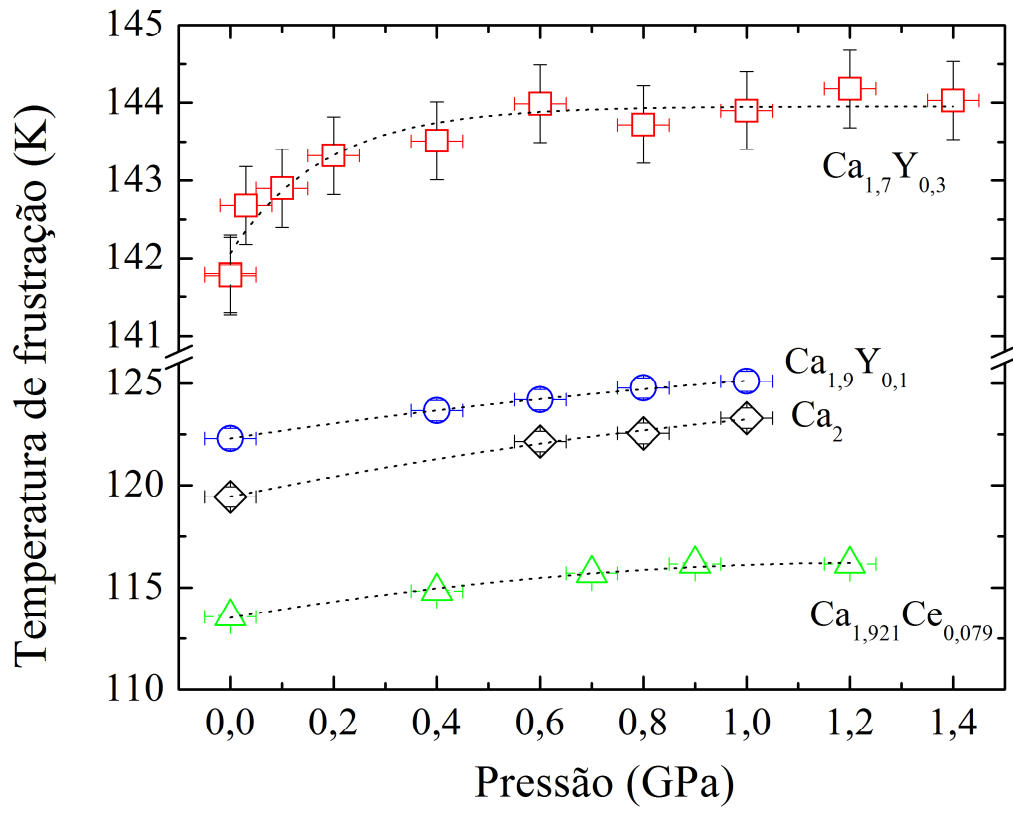 145
144
143
142
141
125
120
115
110
Temperatura de frustração (K)
Ca1,7Y0,3
Ca1,9Y0,1
Ca2
Ca1,921Ce0,079
0,0 0,2 0,4 0,6 0,8 1,0 1,2 1,4
Pressão (GPa)